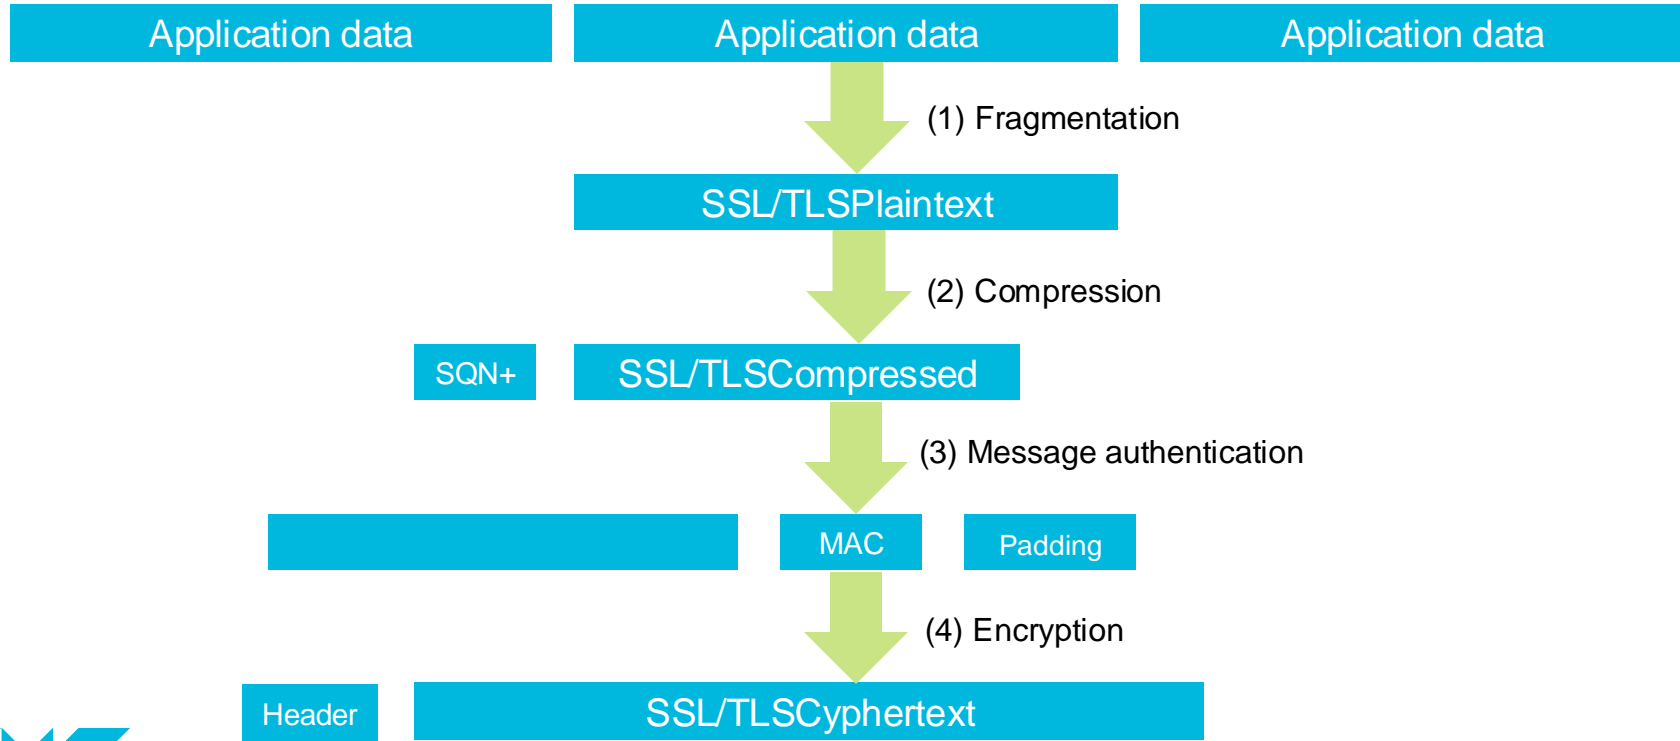 Application data Application data Application data
(1) Fragmentation
SSL/TLSPlaintext
(2) Compression
SQN+ SSL/TLSCompressed
(3) Message authentication
MAC Padding
(4) Encryption
Header SSL/TLSCyphertext